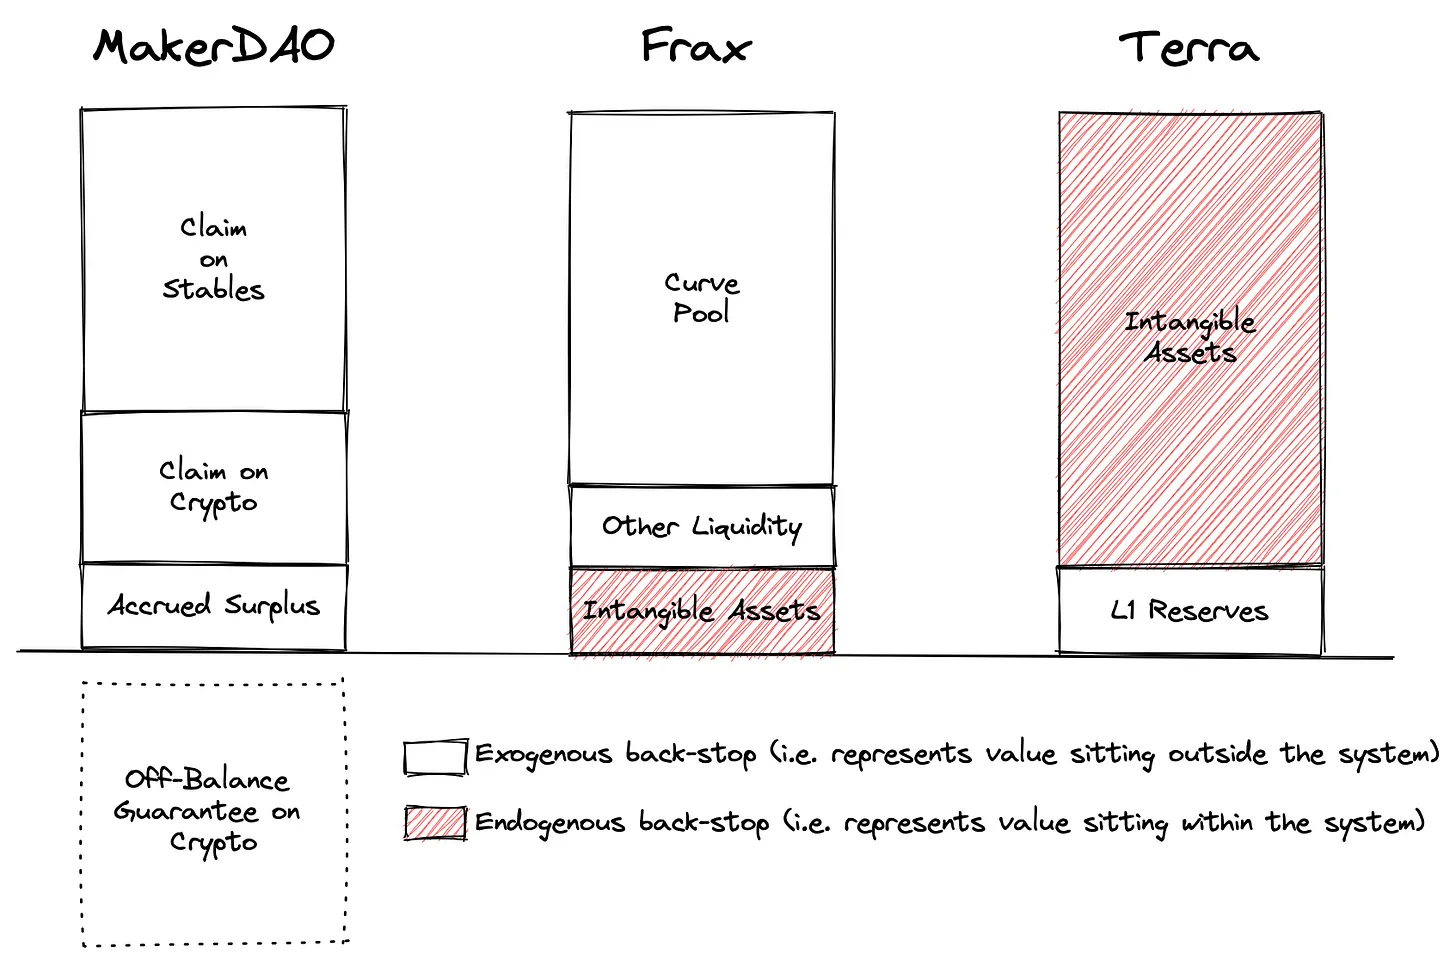 MakerDAO
Frax
Terra
Claim
on
Stables
Claim on
Crypto
Accrued Surplus
Curve
Pool
Other Liquidity
Intangible Assets
Intangible
Assets
L1 Reserves
Off-Balance
Guarantee on
Crypto
Exogenous back-stop (i.e. represents value sitting outside the system)
Endogenous back-stop (i.e. represents value sitting within the system)